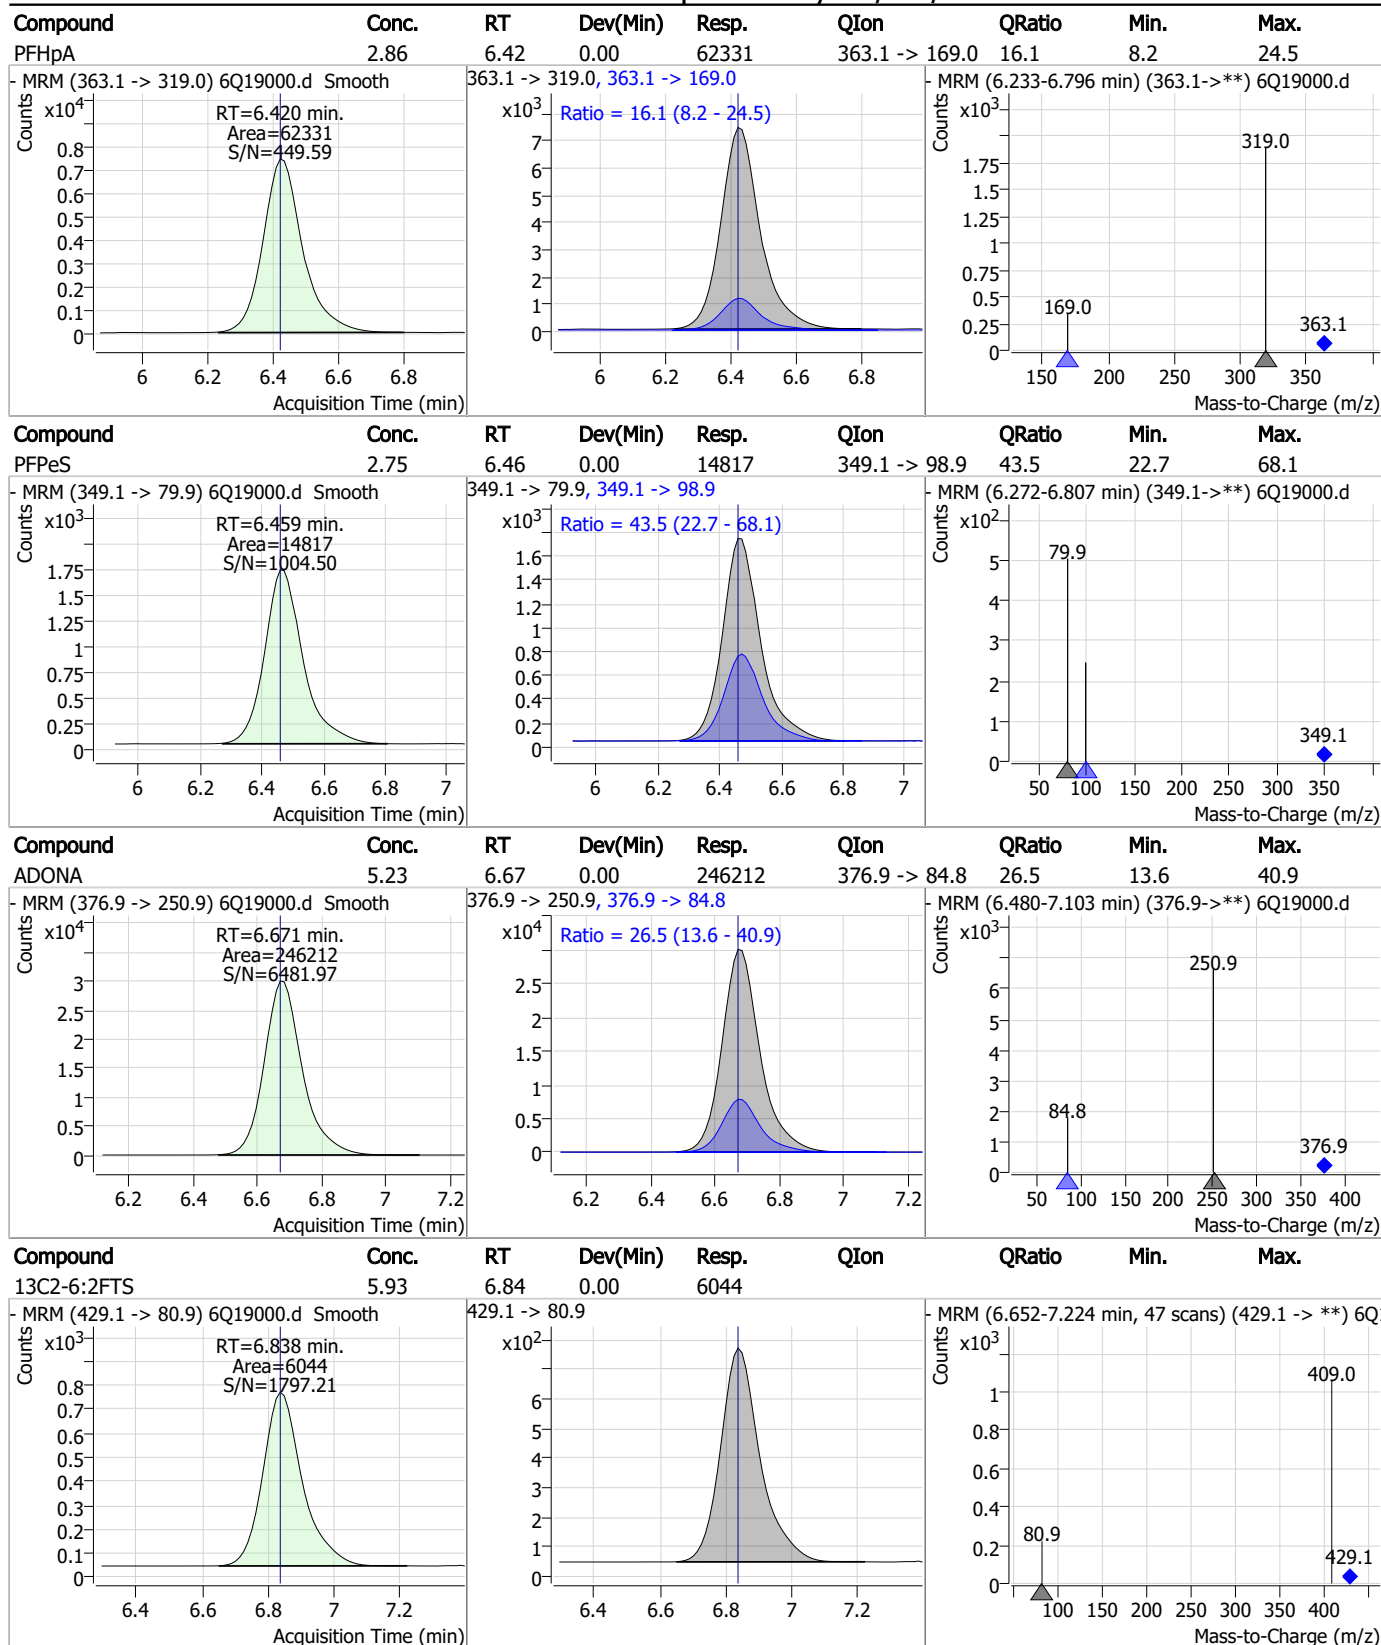 Compound Conc. RT Dev(Min) Resp. QIon QRatio Min. Max.
PFHpA 2.86 6.42 0.00 62331 363.1 -> 169.0 16.1 8.2 24.5
- MRM (363.1 -> 319.0) 6Q19000.d Smooth
Counts
x10⁴
RT=6.420 min.
Area=62331
S/N=449.59
0.8
0.7
0.6
0.5
0.4
0.3
0.2
0.1
0
6 6.2 6.4 6.6 6.8
Acquisition Time (min)
363.1 -> 319.0, 363.1 -> 169.0
x10³
Ratio = 16.1 (8.2 - 24.5)
7
6
5
4
3
2
1
0
6 6.2 6.4 6.6 6.8
- MRM (6.233-6.796 min) (363.1->**) 6Q19000.d
Counts
x10³
319.0
1.75
1.5
1.25
1
0.75
0.5
0.25
0
169.0
363.1
150 200 250 300 350
Mass-to-Charge (m/z)
Compound Conc. RT Dev(Min) Resp. QIon QRatio Min. Max.
PFPeS 2.75 6.46 0.00 14817 349.1 -> 98.9 43.5 22.7 68.1
- MRM (349.1 -> 79.9) 6Q19000.d Smooth
Counts
x10³
RT=6.459 min.
Area=14817
S/N=1004.50
1.75
1.5
1.25
1
0.75
0.5
0.25
0
6 6.2 6.4 6.6 6.8 7
Acquisition Time (min)
349.1 -> 79.9, 349.1 -> 98.9
x10³
Ratio = 43.5 (22.7 - 68.1)
1.6
1.4
1.2
1
0.8
0.6
0.4
0.2
0
6 6.2 6.4 6.6 6.8 7
- MRM (6.272-6.807 min) (349.1->**) 6Q19000.d
Counts
x10²
79.9
5
4
3
2
1
0
349.1
50 100 150 200 250 300 350
Mass-to-Charge (m/z)
Compound Conc. RT Dev(Min) Resp. QIon QRatio Min. Max.
ADONA 5.23 6.67 0.00 246212 376.9 -> 84.8 26.5 13.6 40.9
- MRM (376.9 -> 250.9) 6Q19000.d Smooth
Counts
x10⁴
RT=6.671 min.
Area=246212
S/N=6481.97
3
2.5
2
1.5
1
0.5
0
6.2 6.4 6.6 6.8 7 7.2
Acquisition Time (min)
376.9 -> 250.9, 376.9 -> 84.8
x10⁴
Ratio = 26.5 (13.6 - 40.9)
2.5
2
1.5
1
0.5
0
6.2 6.4 6.6 6.8 7 7.2
- MRM (6.480-7.103 min) (376.9->**) 6Q19000.d
Counts
x10³
250.9
6
5
4
3
2
1
0
84.8
376.9
50 100 150 200 250 300 350 400
Mass-to-Charge (m/z)
Compound Conc. RT Dev(Min) Resp. QIon QRatio Min. Max.
13C2-6:2FTS 5.93 6.84 0.00 6044
- MRM (429.1 -> 80.9) 6Q19000.d Smooth
Counts
x10³
RT=6.838 min.
Area=6044
S/N=1797.21
0.8
0.7
0.6
0.5
0.4
0.3
0.2
0.1
0
6.4 6.6 6.8 7 7.2
Acquisition Time (min)
429.1 -> 80.9
x10²
6
5
4
3
2
1
0
6.4 6.6 6.8 7 7.2
- MRM (6.652-7.224 min, 47 scans) (429.1 -> **) 6Q
Counts
x10³
409.0
1
0.8
0.6
0.4
0.2
0
80.9
429.1
100 150 200 250 300 350 400
Mass-to-Charge (m/z)